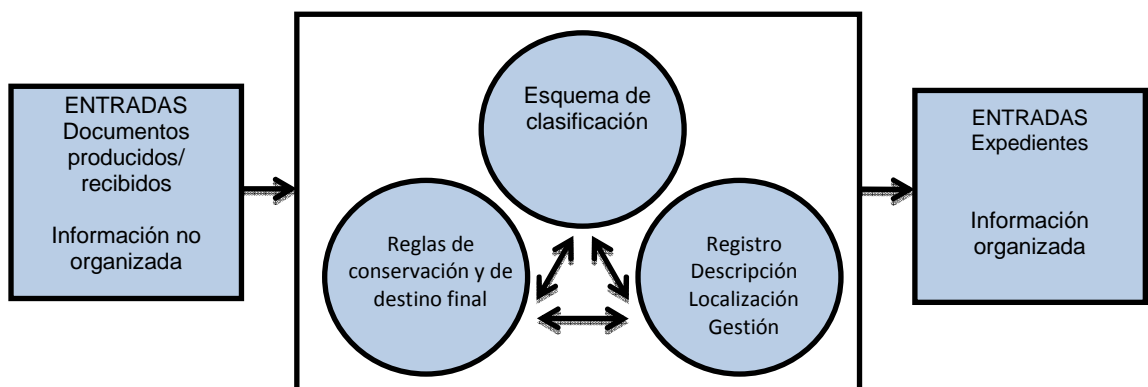 ENTRADAS
Documentos
producidos/
recibidos
Información no
organizada
Esquema de
clasificación
Reglas de
conservación y de
destino final
Registro
Descripción
Localización
Gestión
ENTRADAS
Expedientes
Información
organizada